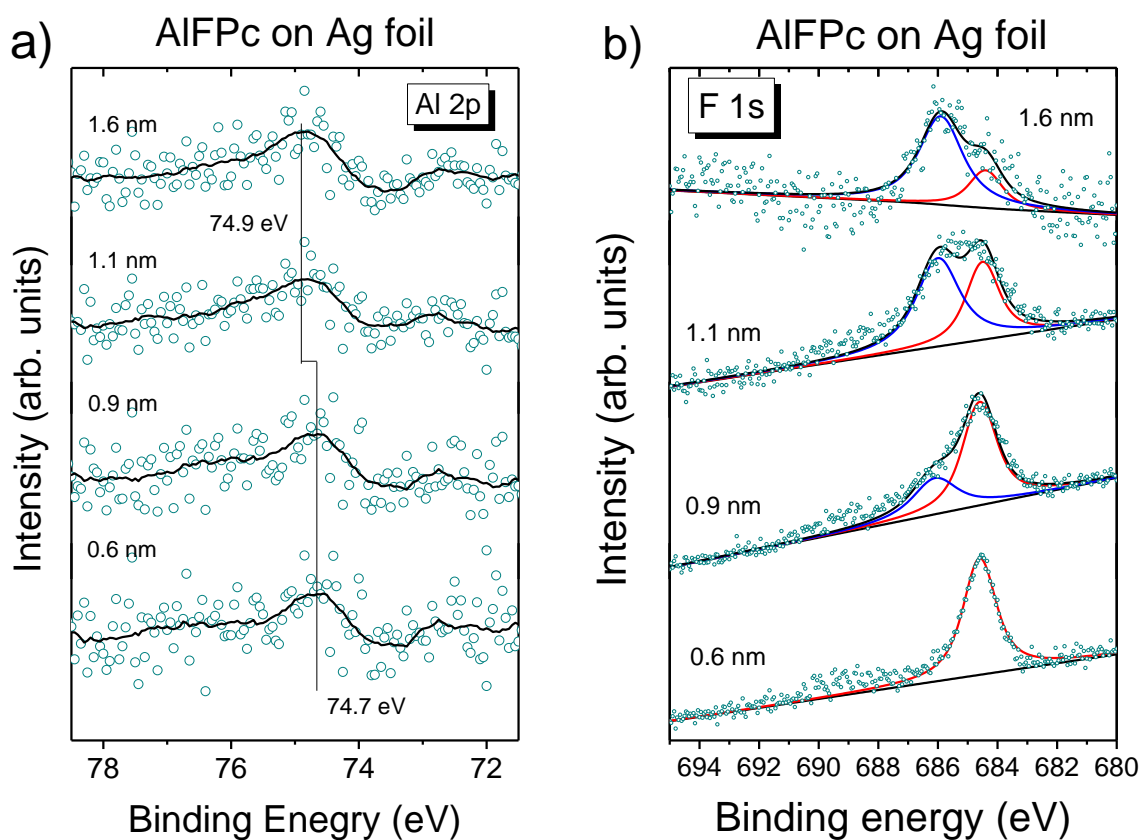 a)
AlFPc on Ag foil
Al 2p
1.6 nm
74.9 eV
1.1 nm
0.9 nm
0.6 nm
74.7 eV
Intensity (arb. units)
78 76 74 72
Binding Enegry (eV)
b)
AlFPc on Ag foil
F 1s
1.6 nm
1.1 nm
0.9 nm
0.6 nm
Intensity (arb. units)
694 692 690 688 686 684 682 680
Binding energy (eV)